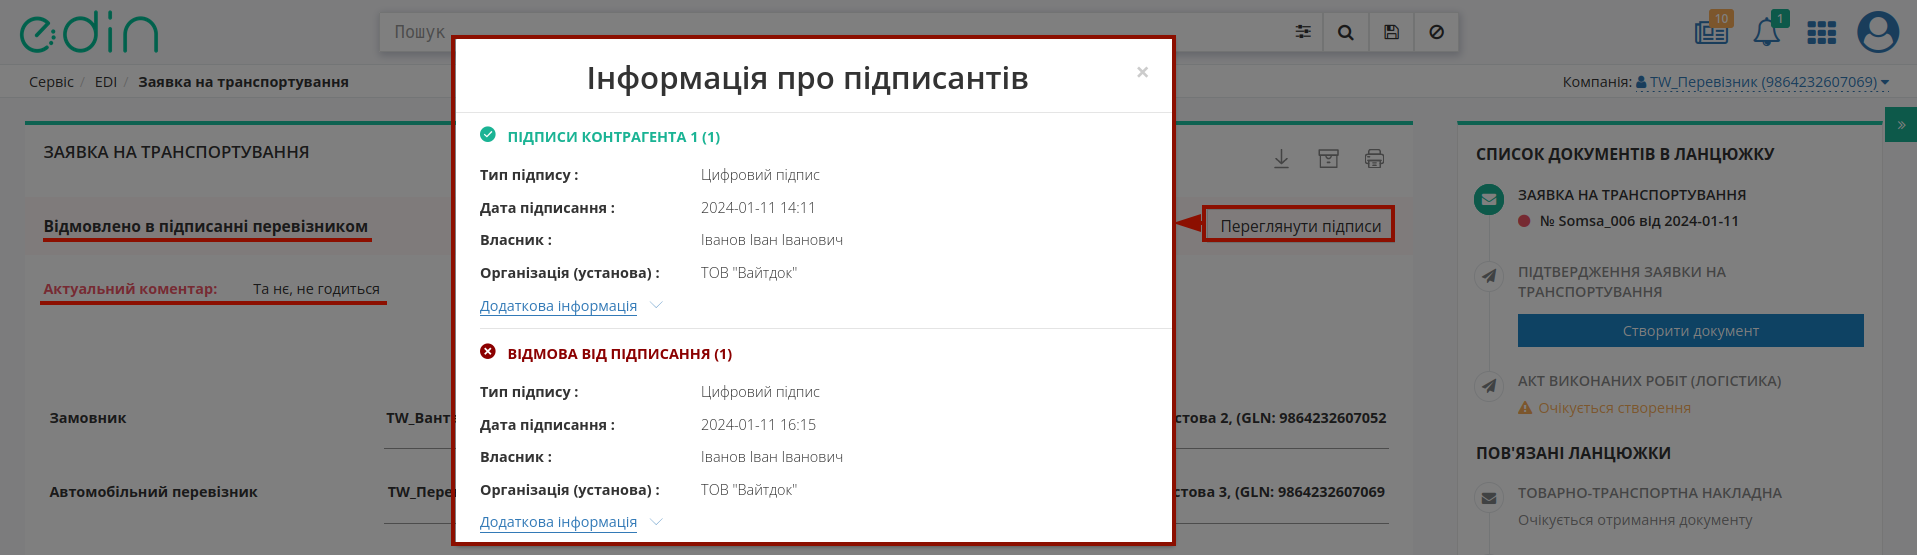 edin
Пошук
10
1
Сервіс / EDI / Заявка на транспортування
Компанія: TW_Перевізник (9864232607069)
ЗАЯВКА НА ТРАНСПОРТУВАННЯ
Відмовлено в підписанні перевізником
Переглянути підписи
Актуальний коментар: Та нє, не годиться
Замовник
TW_Вант
стова 2, (GLN: 9864232607052
Автомобільний перевізник
TW_Пере
стова 3, (GLN: 9864232607069
Інформація про підписантів
×
ПІДПИСИ КОНТРАГЕНТА 1 (1)
Тип підпису : Цифровий підпис
Дата підписання : 2024-01-11 14:11
Власник : Іванов Іван Іванович
Організація (установа) : ТОВ "Вайтдок"
Додаткова інформація
ВІДМОВА ВІД ПІДПИСАННЯ (1)
Тип підпису : Цифровий підпис
Дата підписання : 2024-01-11 16:15
Власник : Іванов Іван Іванович
Організація (установа) : ТОВ "Вайтдок"
Додаткова інформація
»
СПИСОК ДОКУМЕНТІВ В ЛАНЦЮЖКУ
ЗАЯВКА НА ТРАНСПОРТУВАННЯ
№ Somsa_006 від 2024-01-11
ПІДТВЕРДЖЕННЯ ЗАЯВКИ НА
ТРАНСПОРТУВАННЯ
Створити документ
АКТ ВИКОНАНИХ РОБІТ (ЛОГІСТИКА)
Очікується створення
ПОВ'ЯЗАНІ ЛАНЦЮЖКИ
ТОВАРНО-ТРАНСПОРТНА НАКЛАДНА
Очікується отримання документу